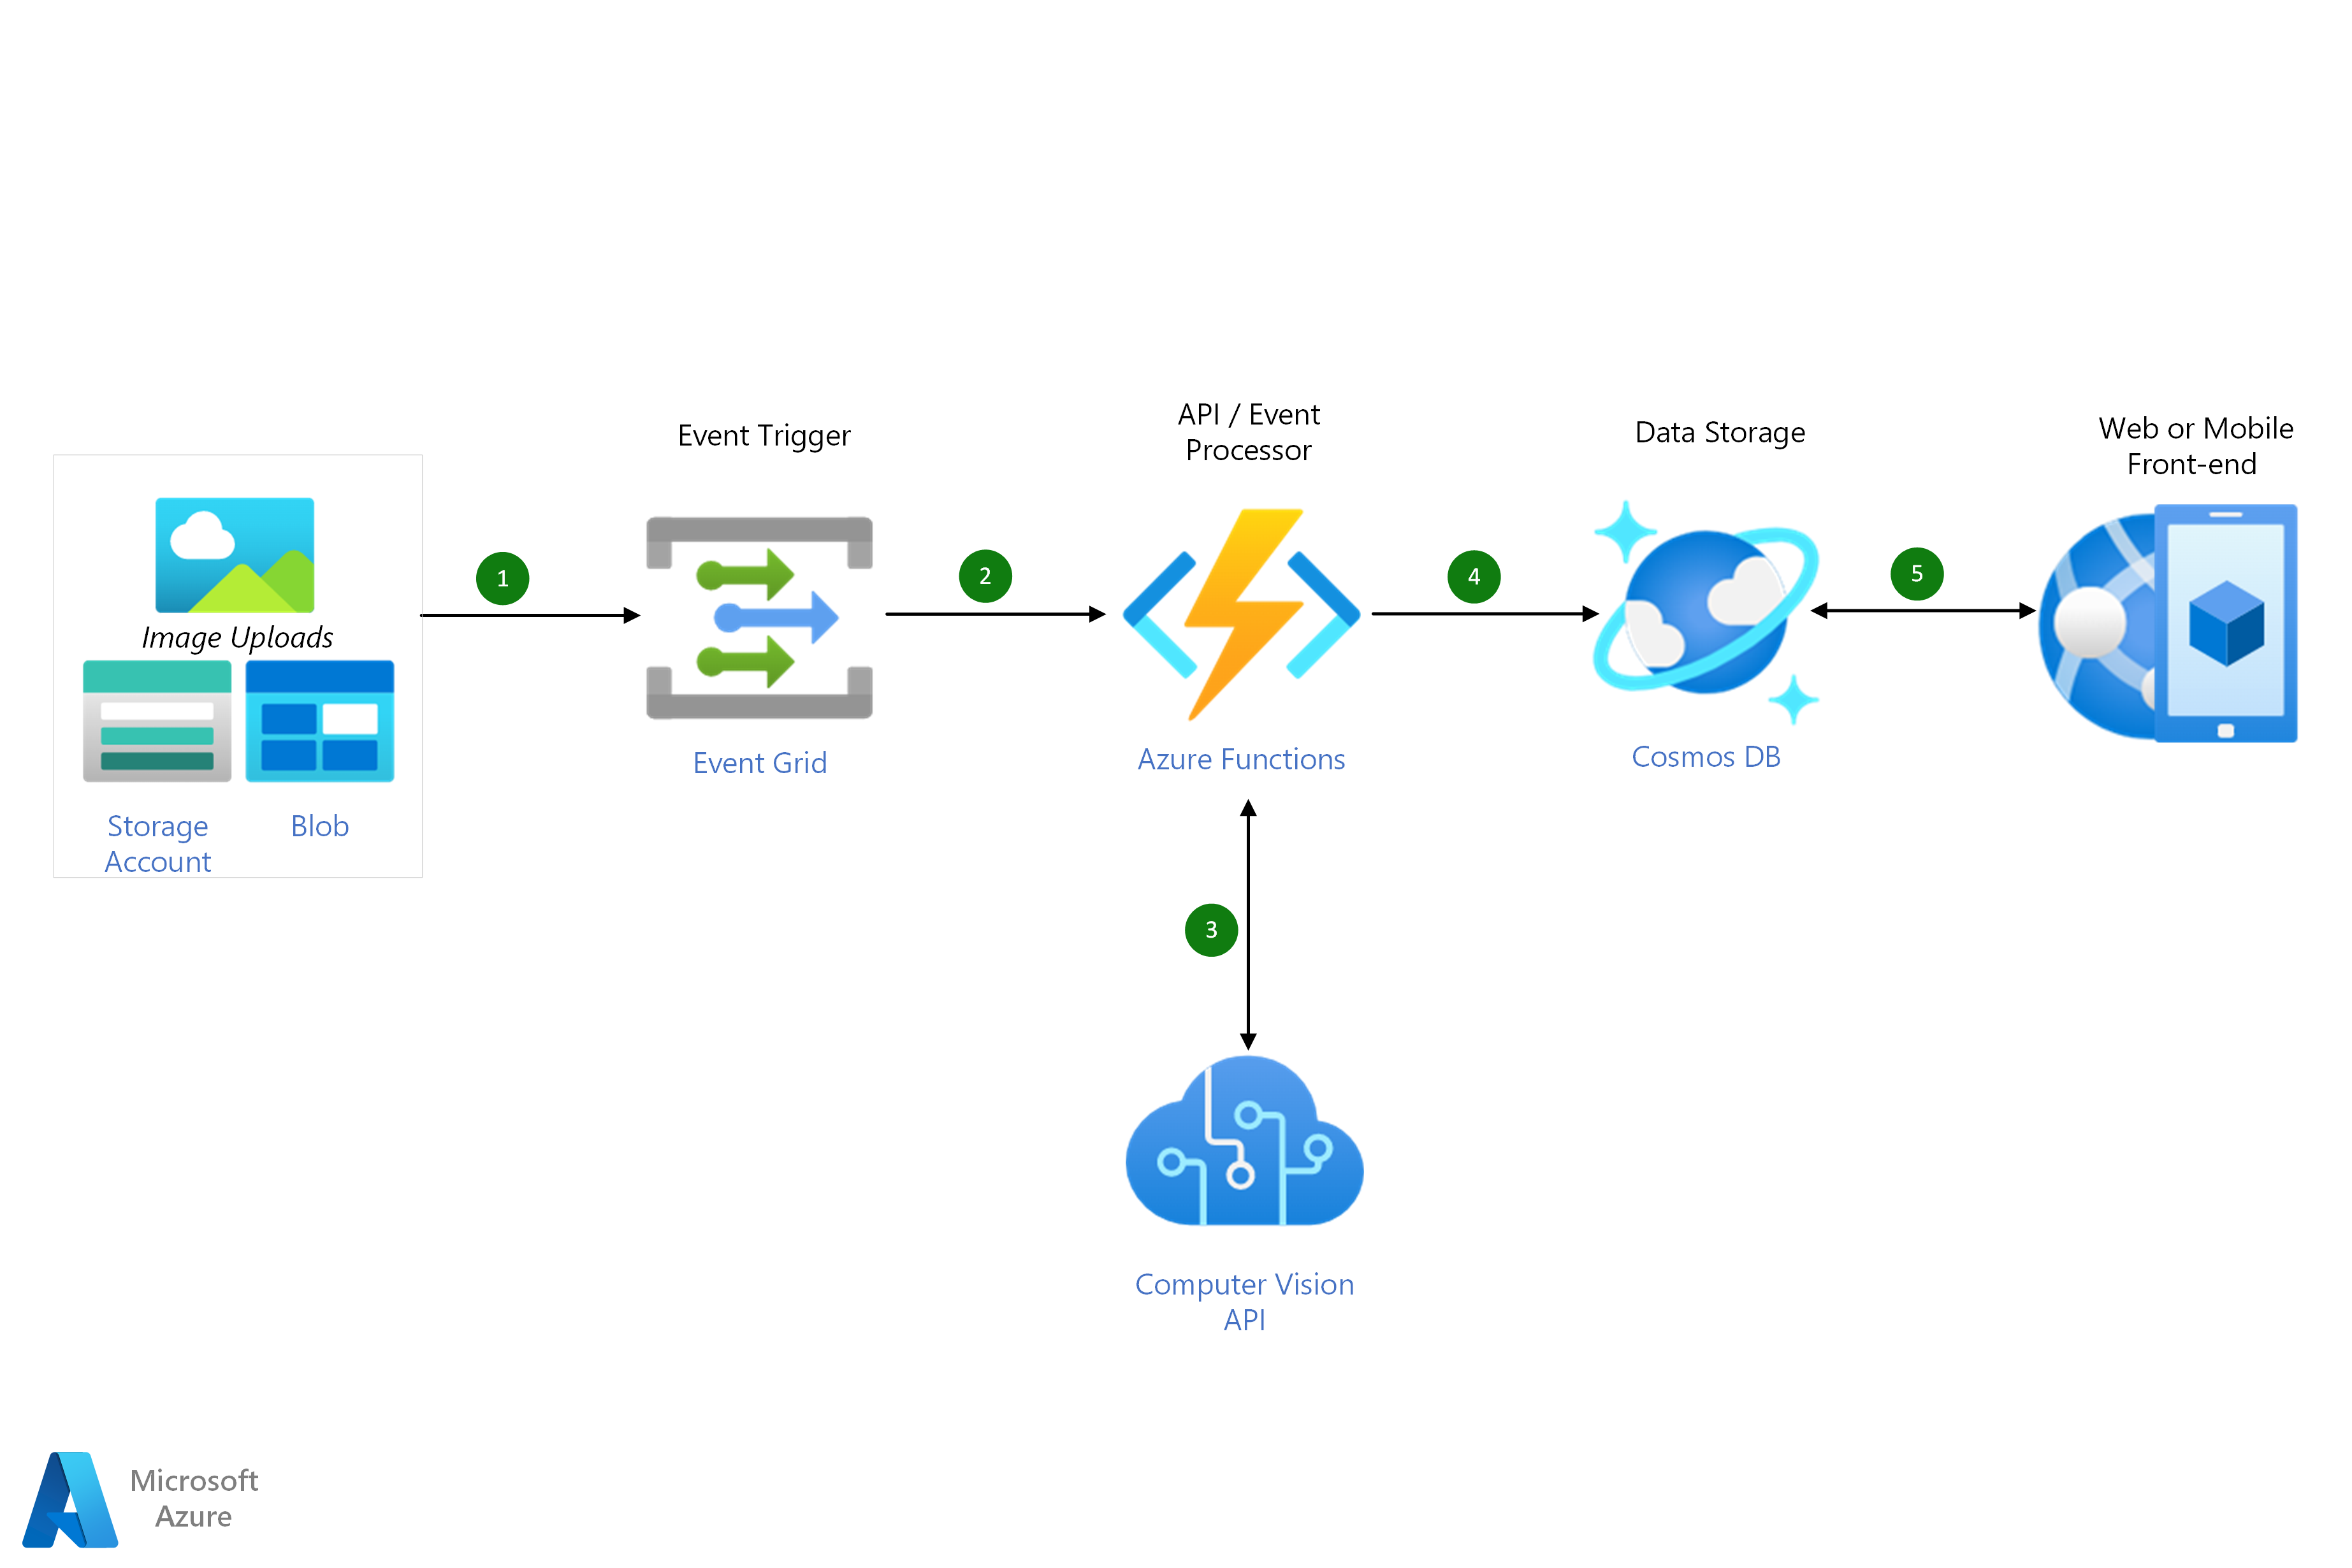 Image Uploads
Storage
Account
Blob
1
Event Trigger
Event Grid
2
API / Event
Processor
Azure Functions
3
Computer Vision
API
4
Data Storage
Cosmos DB
5
Web or Mobile
Front-end
Microsoft
Azure